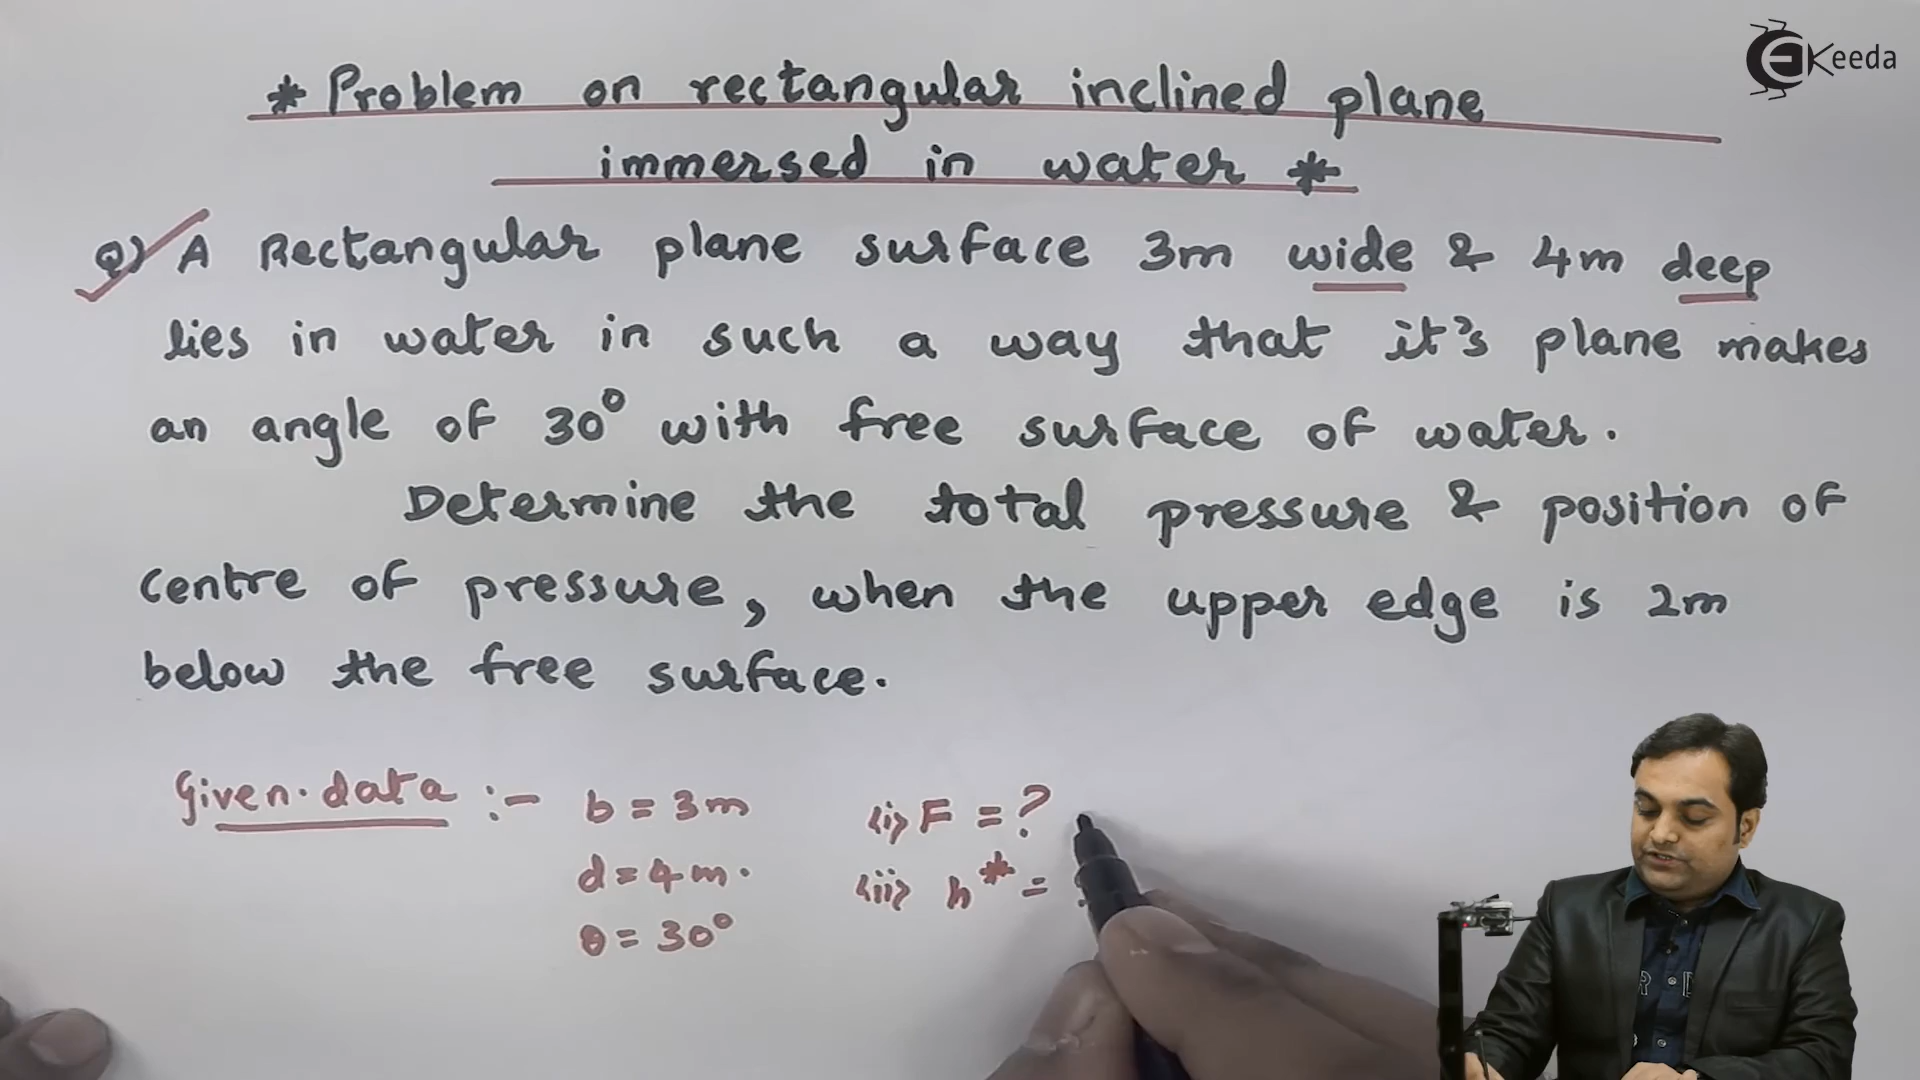 Keeda
* Problem on rectangular inclined plane
immersed in water *
Q) A Rectangular plane surface 3m wide & 4m deep
lies in water in such a way that it's plane makes
an angle of 30° with free surface of water.
Determine the total pressure & position of
centre of pressure, when the upper edge is 2m
below the free surface.
Given data :- b = 3m (i) F = ?
d = 4m. (ii) h* =
θ = 30°